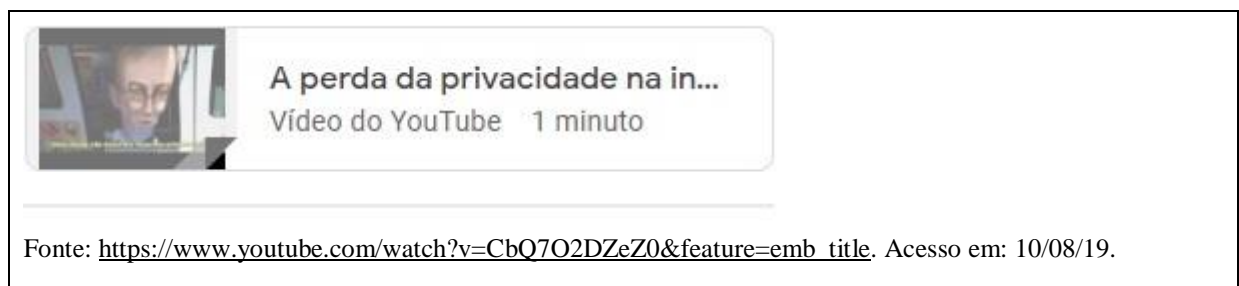 A perda da privacidade na in...
Vídeo do YouTube 1 minuto
Fonte: https://www.youtube.com/watch?v=CbQ7O2DZeZ0&feature=emb_title. Acesso em: 10/08/19.